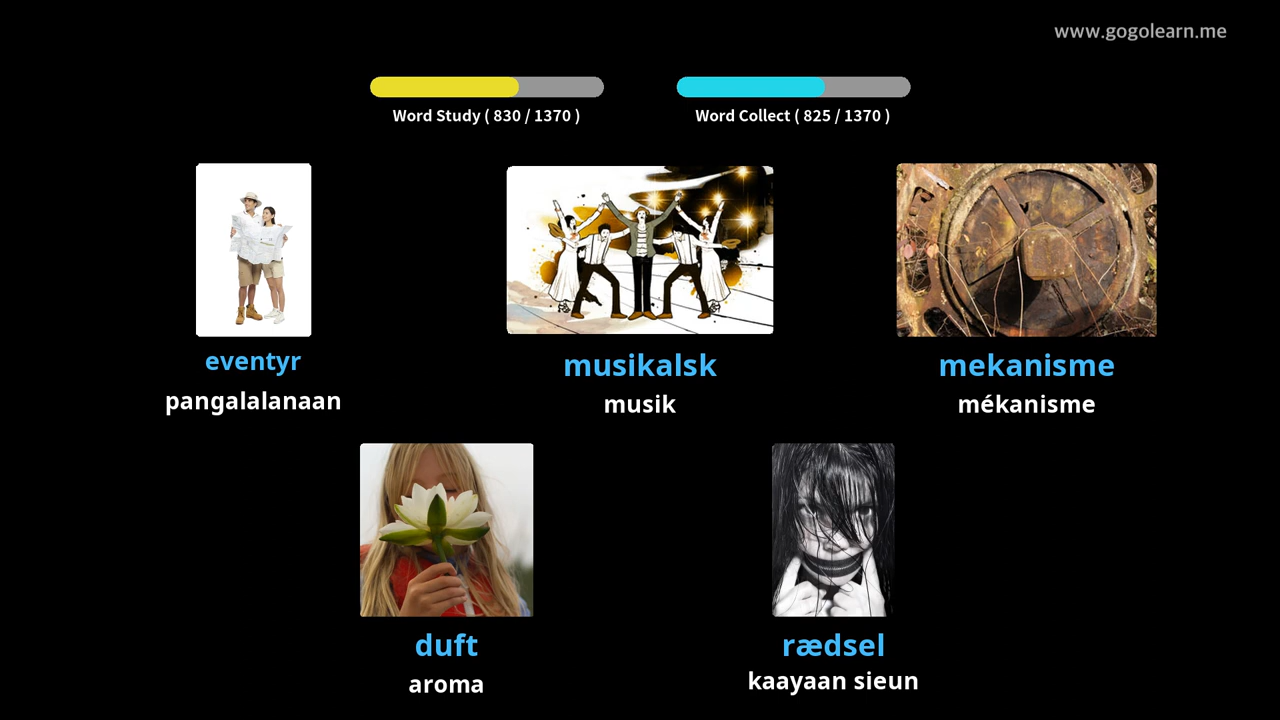 www.gogolearn.me
Word Study ( 830 / 1370 )
Word Collect ( 825 / 1370 )
eventyr
pangalalanaan
musikalsk
musik
mekanisme
mékanisme
duft
aroma
rædsel
kaayaan sieun